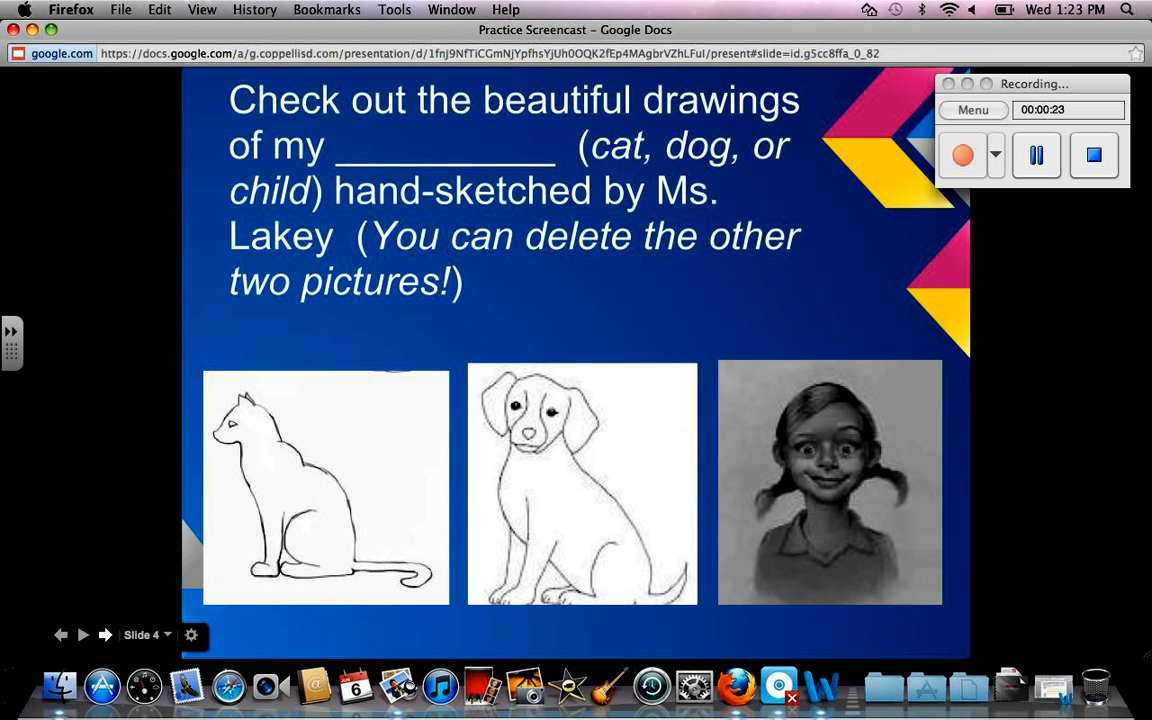 Firefox File Edit View History Bookmarks Tools Window Help Wed 1:23 PM
Practice Screencast – Google Docs
google.com https://docs.google.com/a/g.coppellisd.com/presentation/d/1fnj9NfTiCGmNjYpfhsYjUh0OQK2fEp4MAgbrVZhLFuI/present#slide=id.g5cc8ffa_0_82
Recording...
Menu 00:00:23
Check out the beautiful drawings
of my __________ (cat, dog, or
child) hand-sketched by Ms.
Lakey (You can delete the other
two pictures!)
Slide 4
6